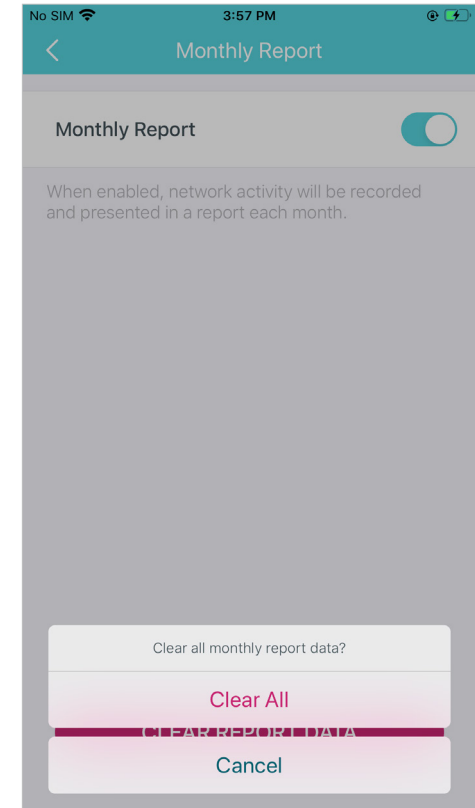 No SIM 3:57 PM
Monthly Report
Monthly Report
When enabled, network activity will be recorded
and presented in a report each month.
Clear all monthly report data?
Clear All
CLEAR REPORT DATA
Cancel